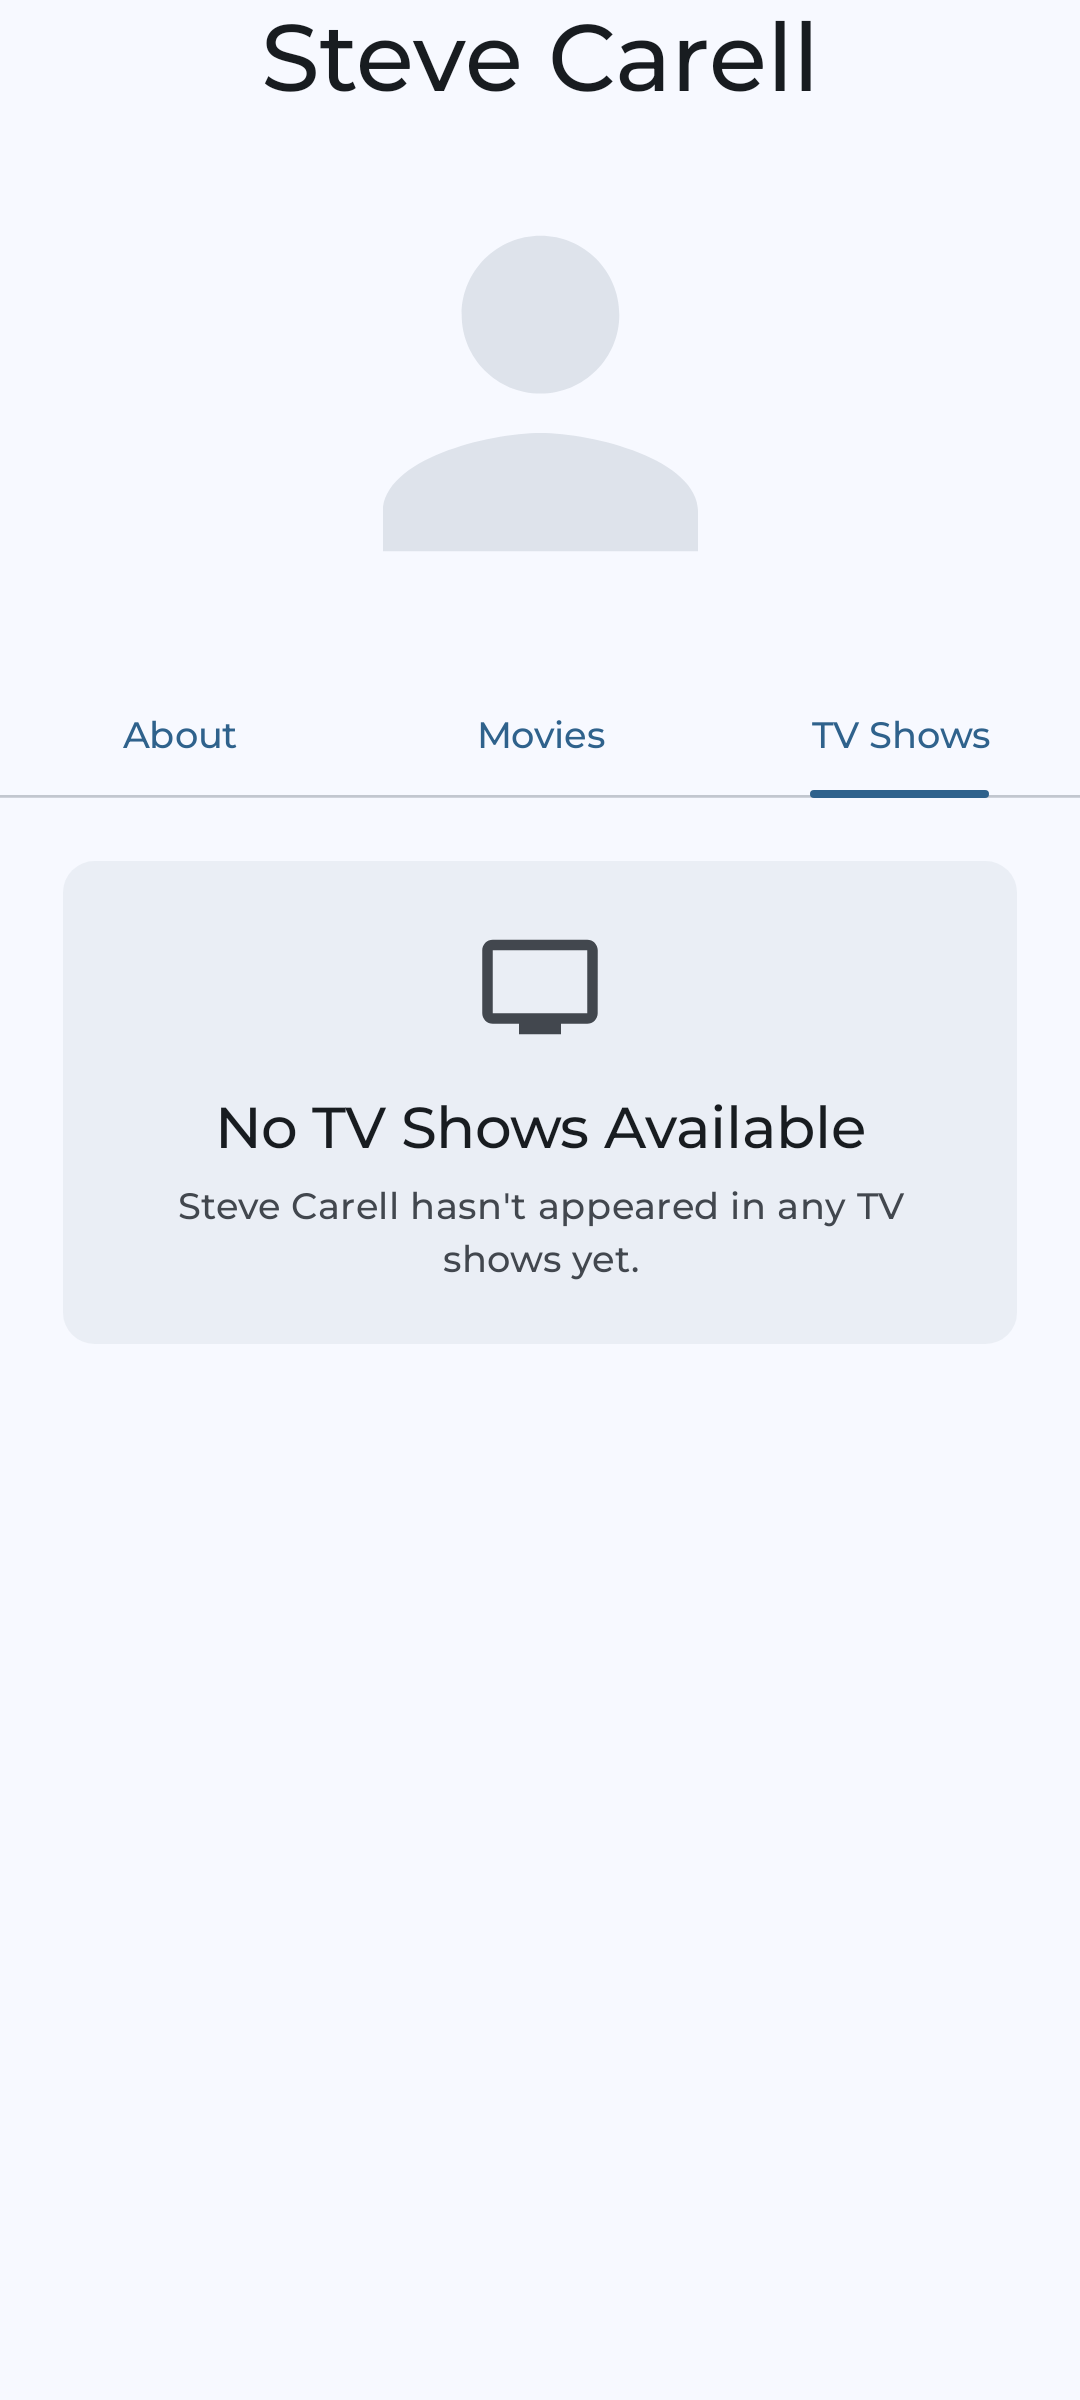 Steve Carell
About
Movies
TV Shows
No TV Shows Available
Steve Carell hasn't appeared in any TV
shows yet.